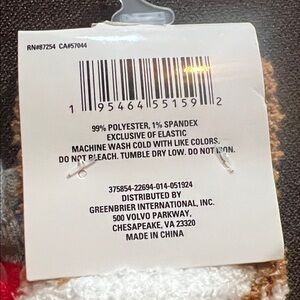 RN#87254 CA#57044
1 95464 55159 2
99% POLYESTER, 1% SPANDEX
EXCLUSIVE OF ELASTIC
MACHINE WASH COLD WITH LIKE COLORS.
DO NOT BLEACH. TUMBLE DRY LOW. DO NOT IRON.
375854-22694-014-051924
DISTRIBUTED BY
GREENBRIER INTERNATIONAL, INC.
500 VOLVO PARKWAY,
CHESAPEAKE, VA 23320
MADE IN CHINA